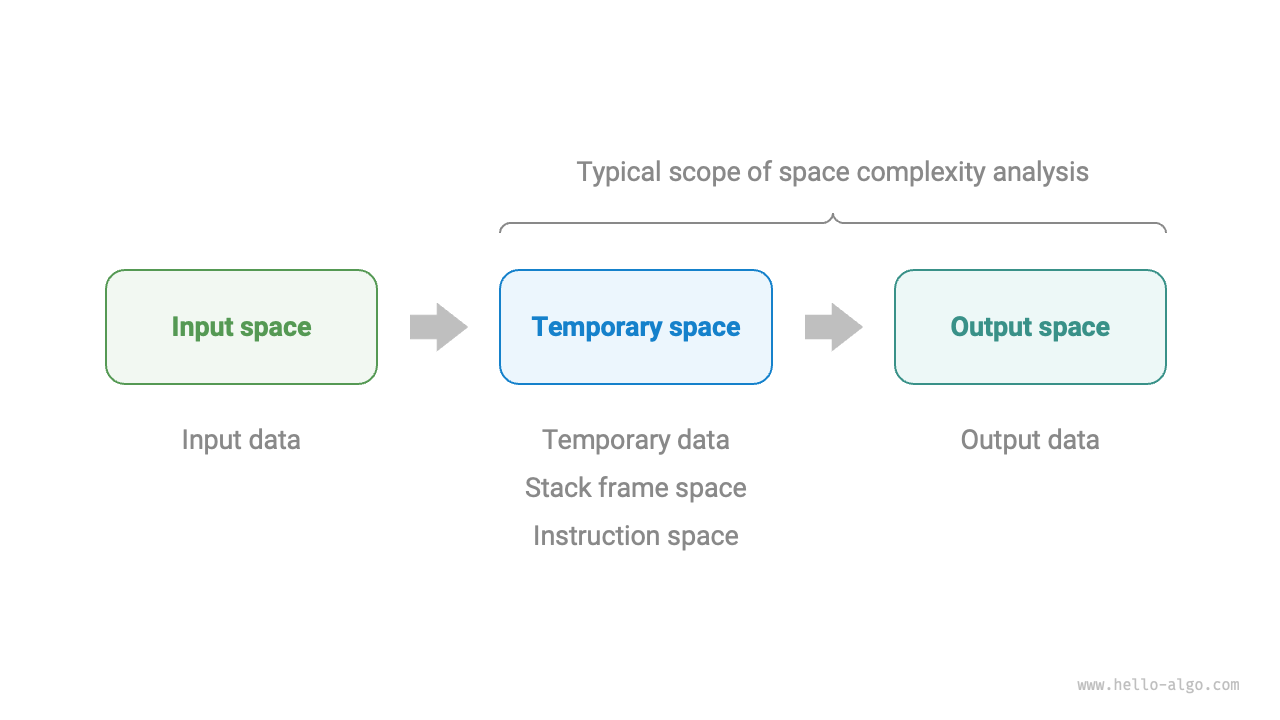 Typical scope of space complexity analysis
Input space
Temporary space
Output space
Input data
Temporary data
Output data
Stack frame space
Instruction space
www.hello-algo.com